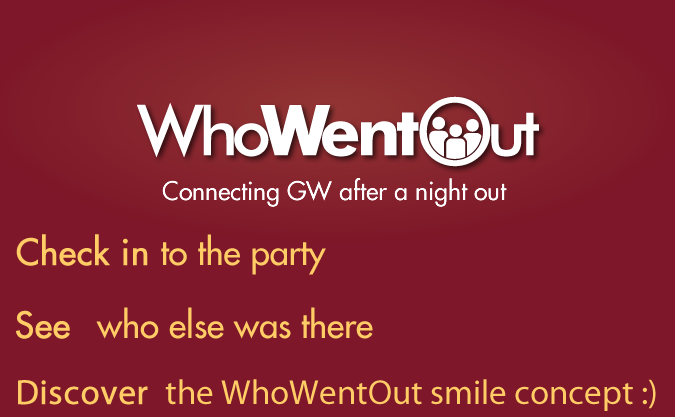 WhoWentOut
Connecting GW after a night out
Check in to the party
See who else was there
Discover the WhoWentOut smile concept :)